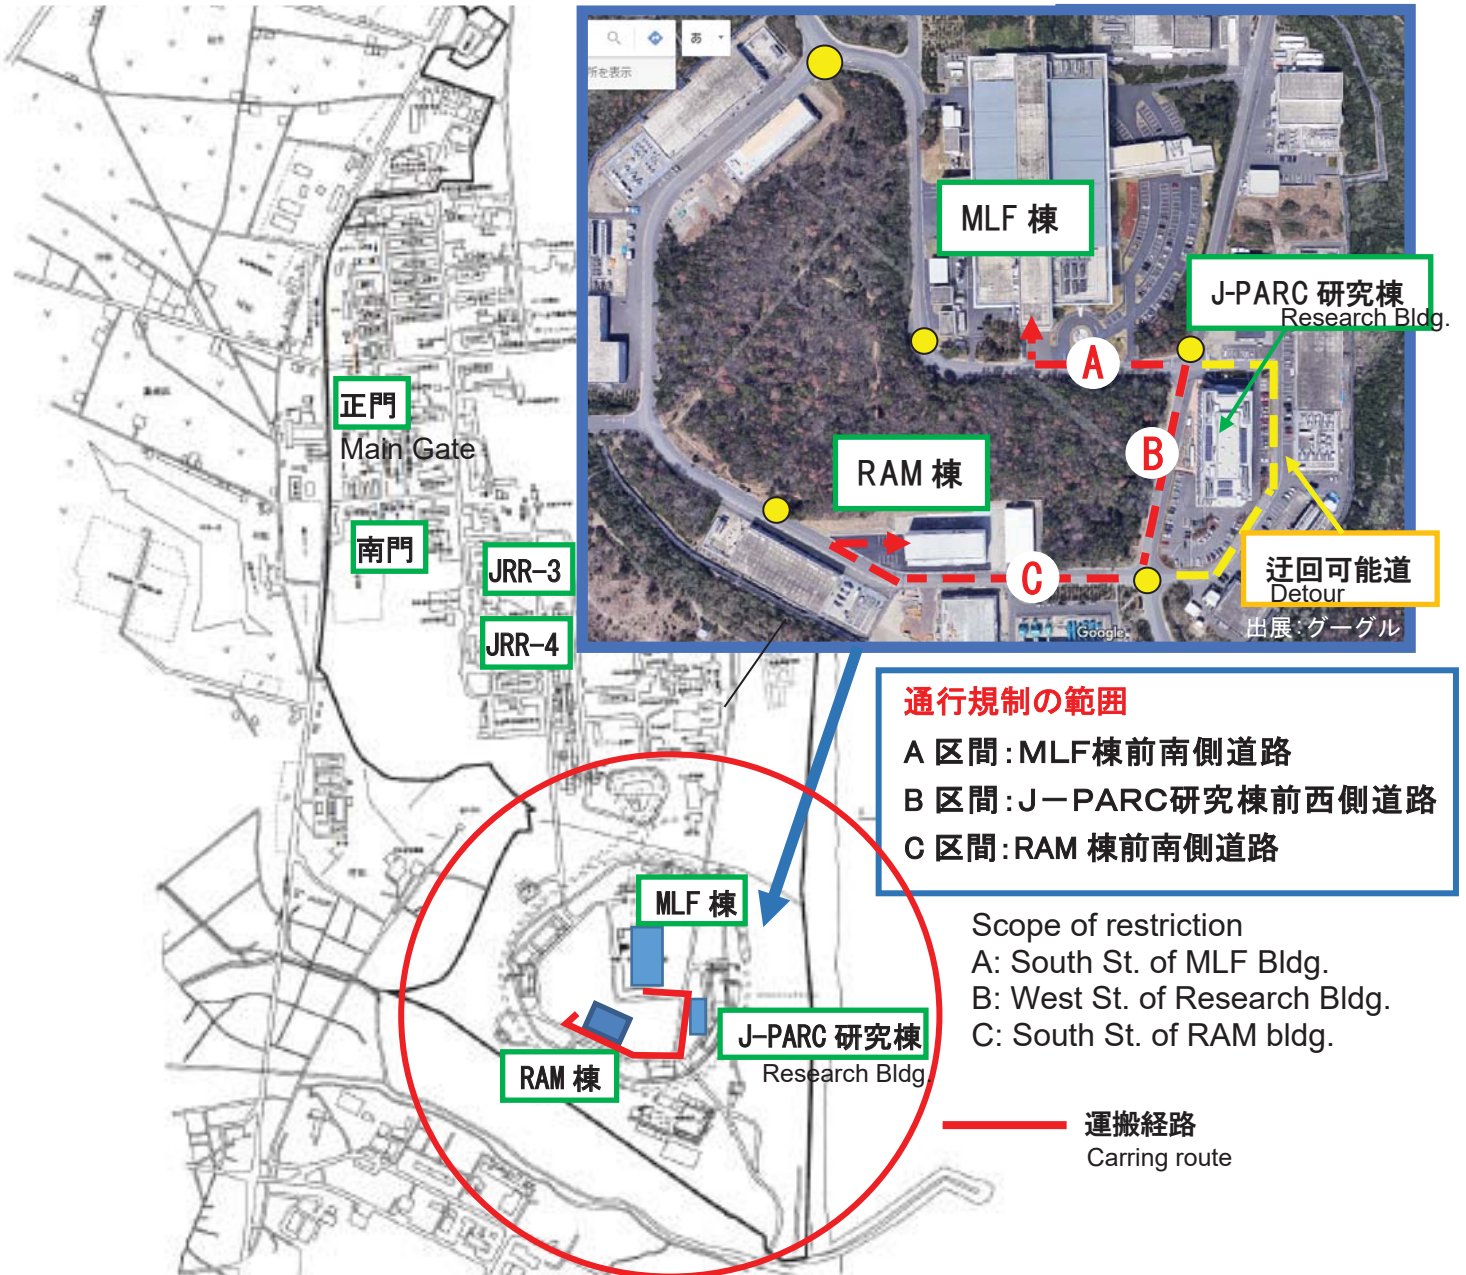 あ
所を表示
MLF 棟
J-PARC 研究棟
Research Bldg.
A
B
RAM 棟
C
迂回可能道
Detour
Google
出展:グーグル
正門
Main Gate
南門
JRR-3
JRR-4
通行規制の範囲
A 区間:MLF棟前南側道路
B 区間:J－PARC研究棟前西側道路
C 区間:RAM 棟前南側道路
Scope of restriction
A: South St. of MLF Bldg.
B: West St. of Research Bldg.
C: South St. of RAM bldg.
MLF 棟
J-PARC 研究棟
Research Bldg.
RAM 棟
運搬経路
Carring route